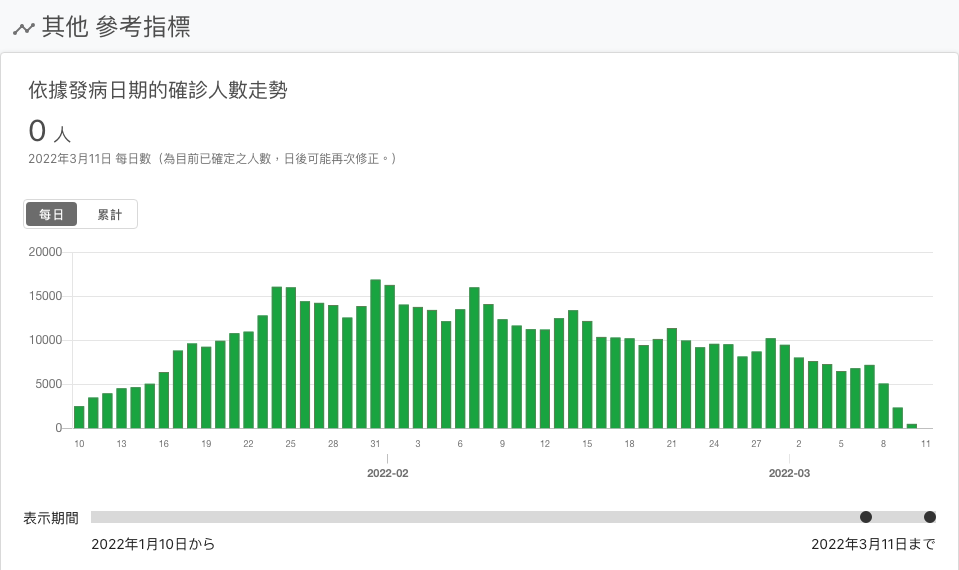 其他 參考指標
依據發病日期的確診人數走勢
0 人
2022年3月11日 每日數（為目前已確定之人數，日後可能再次修正。）
每日 累計
20000
15000
10000
5000
0
10 13 16 19 22 25 28 31 3 6 9 12 15 18 21 24 27 2 5 8 11
2022-02 2022-03
表示期間
2022年1月10日から 2022年3月11日まで